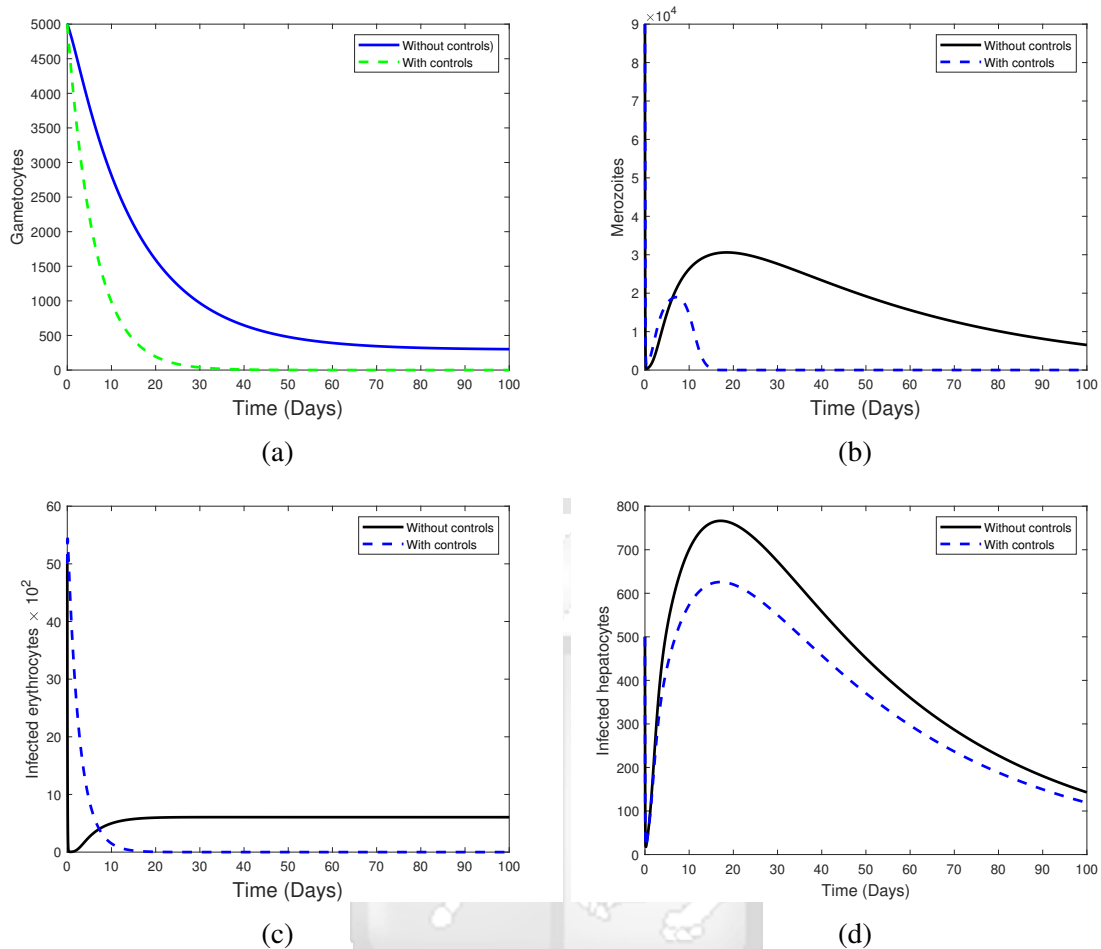 5000
4500
4000
3500
3000
2500
2000
1500
1000
500
0
Gametocytes
Without controls)
With controls
0 10 20 30 40 50 60 70 80 90 100
Time (Days)
(a)
×10^4
9
8
7
6
5
4
3
2
1
0
Merozoites
Without controls
With controls
0 10 20 30 40 50 60 70 80 90 100
Time (Days)
(b)
60
50
40
30
20
10
0
Infected erythrocytes × 10^2
Without controls
With controls
0 10 20 30 40 50 60 70 80 90 100
Time (Days)
(c)
800
700
600
500
400
300
200
100
0
Infected hepatocytes
Without controls
With controls
0 10 20 30 40 50 60 70 80 90 100
Time (Days)
(d)